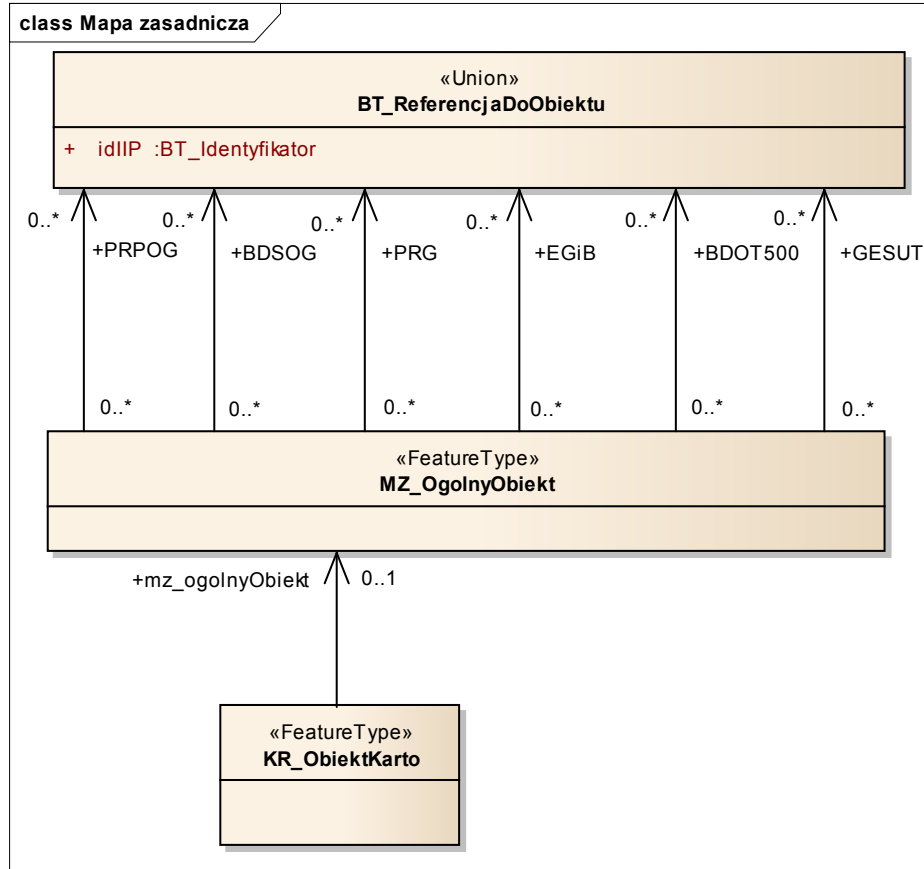 class Mapa zasadnicza
«Union»
BT_ReferencjaDoObiektu
+ idIIP :BT_Identyfikator
0..* 0..* 0..* 0..* 0..* 0..*
+PRPOG +BDSOG +PRG +EGiB +BDOT500 +GESUT
0..* 0..* 0..* 0..* 0..* 0..*
«FeatureType»
MZ_OgolnyObiekt
+mz_ogolnyObiekt 0..1
«FeatureType»
KR_ObiektKarto